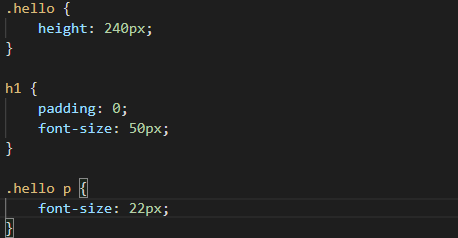 .hello {
    height: 240px;
}

h1 {
    padding: 0;
    font-size: 50px;
}

.hello p {
    font-size: 22px;
}